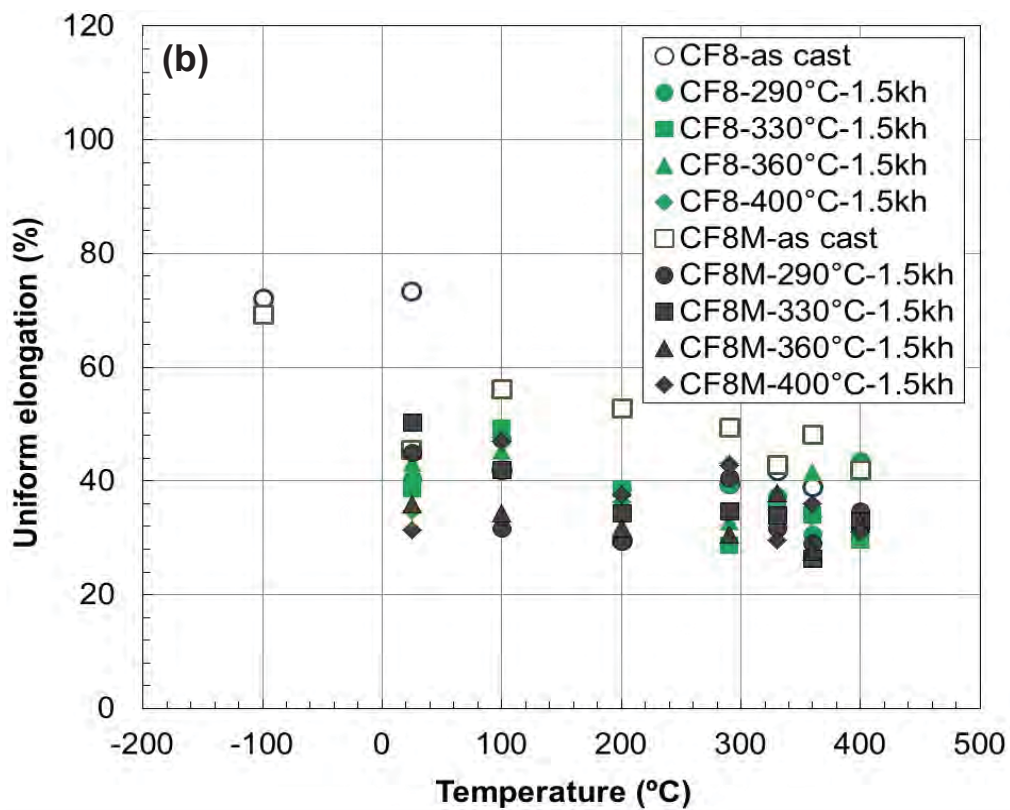 (b)
CF8-as cast
CF8-290°C-1.5kh
CF8-330°C-1.5kh
CF8-360°C-1.5kh
CF8-400°C-1.5kh
CF8M-as cast
CF8M-290°C-1.5kh
CF8M-330°C-1.5kh
CF8M-360°C-1.5kh
CF8M-400°C-1.5kh
Uniform elongation (%)
120
100
80
60
40
20
0
-200 -100 0 100 200 300 400 500
Temperature (ºC)